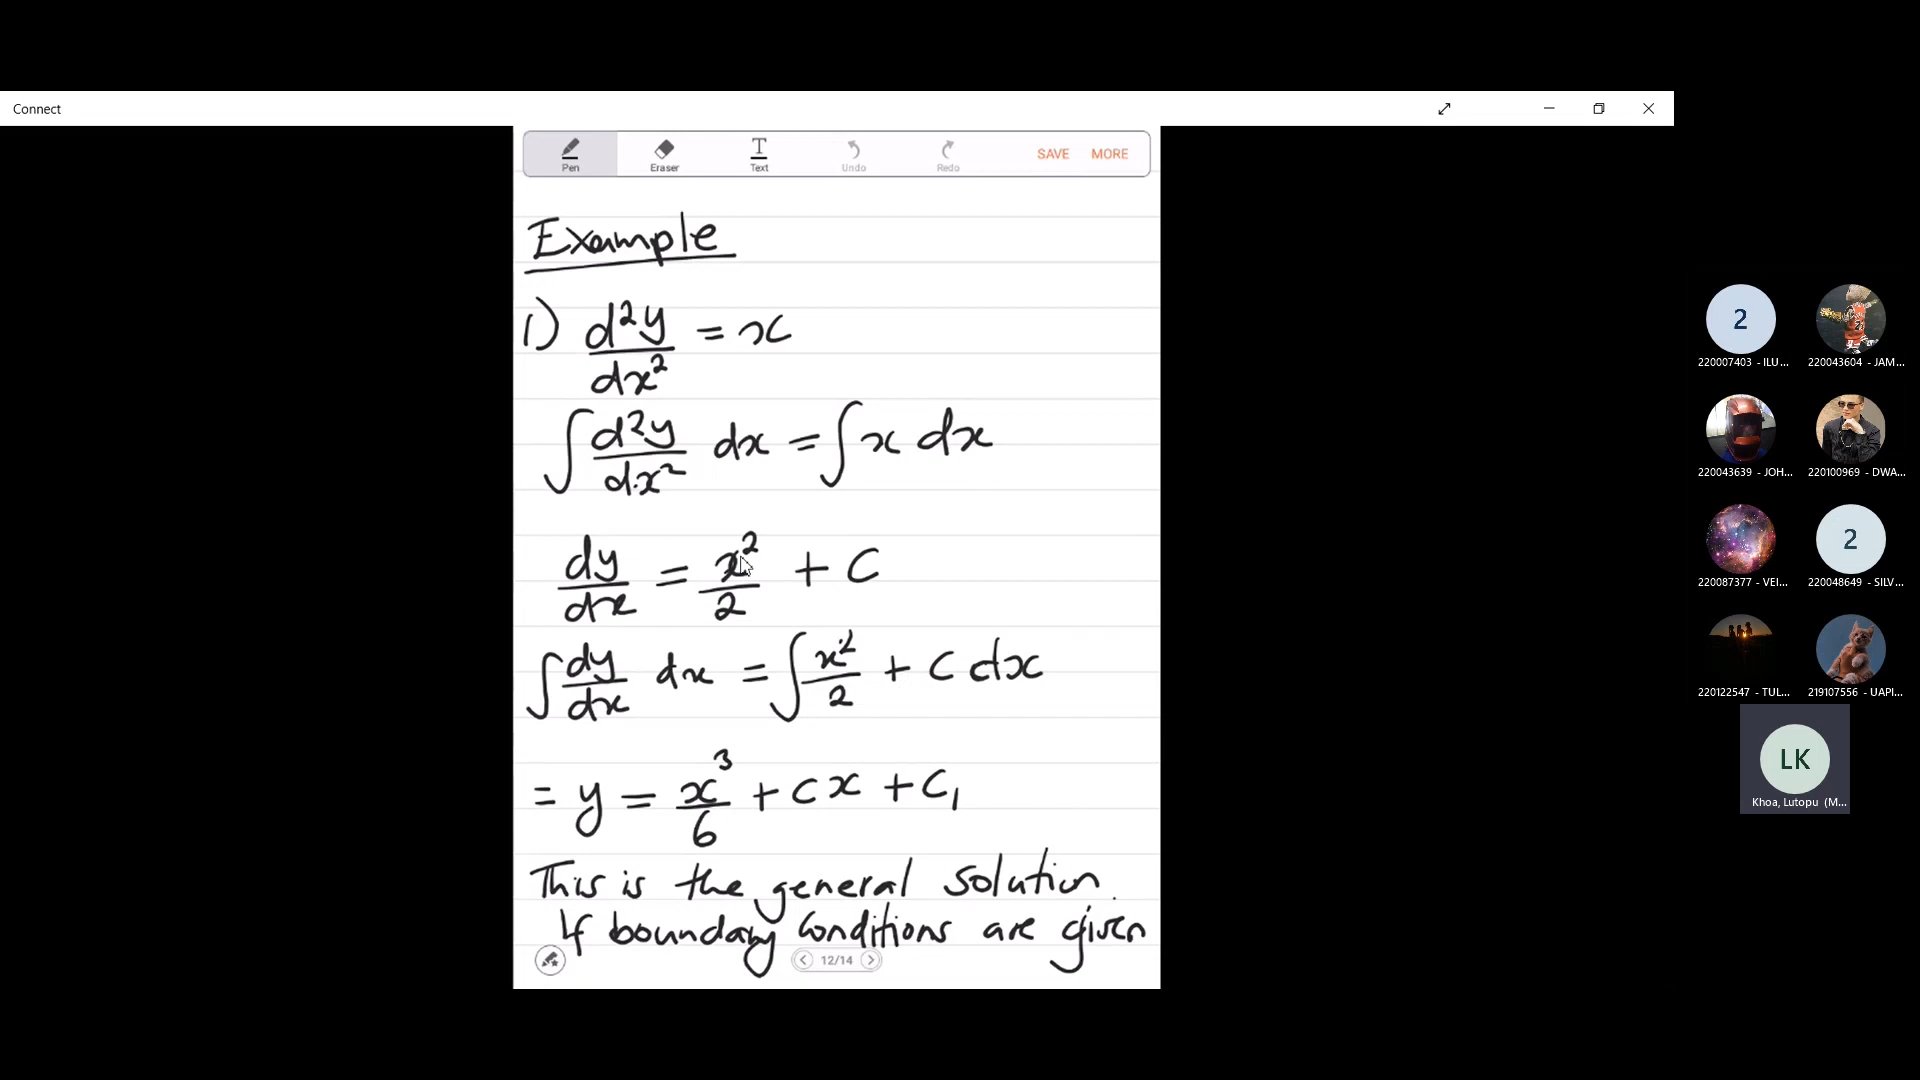 Connect
Pen Eraser Text Undo Redo SAVE MORE
Example
1) d²y/dx² = x
∫ d²y/dx² dx = ∫ x dx
dy/dx = x²/2 + C
∫ dy/dx dx = ∫ x²/2 + C dx
= y = x³/6 + Cx + C₁
This is the general solution.
If boundary conditions are given
12/14
2
220007403 - ILU...
220043604 - JAM...
220043639 - JOH...
220100969 - DWA...
220087377 - VEI...
2
220048649 - SILV...
220122547 - TUL...
219107556 - UAPI...
LK
Khoa, Lutopu (M...